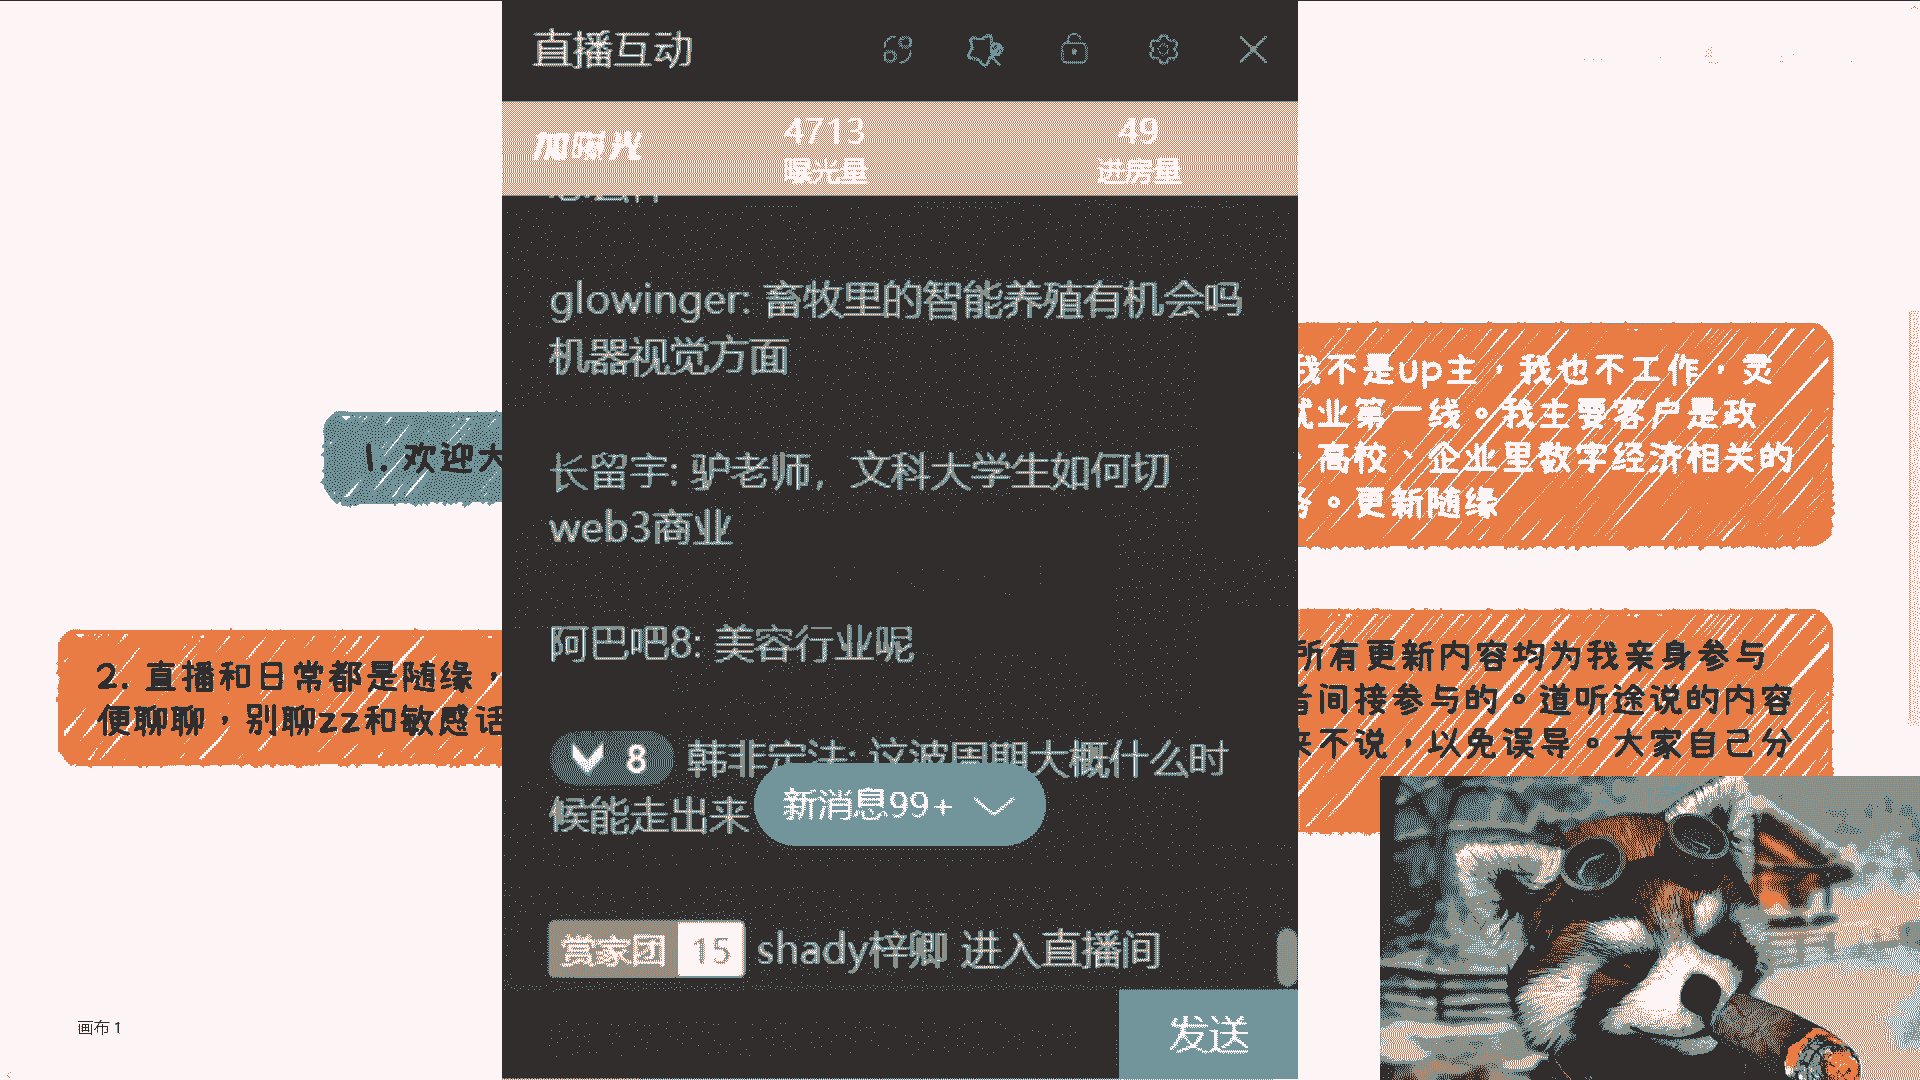 直播互动
加曝光
4713
曝光量
49
进房量
glowinger: 畜牧里的智能养殖有机会吗
机器视觉方面
长留宇: 驴老师，文科大学生如何切
web3商业
阿巴吧8: 美容行业呢
8 韩非定法: 这波周期大概什么时
候能走出来
新消息99+
赏家团 15 shady梓卿 进入直播间
发送
1. 欢迎大
2. 直播和日常都是随缘，
便聊聊，别聊zz和敏感话
我不是up主，我也不工作，灵
就业第一线。我主要客户是政
、高校、企业里数字经济相关的
务。更新随缘
所有更新内容均为我亲身参与
者间接参与的。道听途说的内容
来不说，以免误导。大家自己分
画布 1